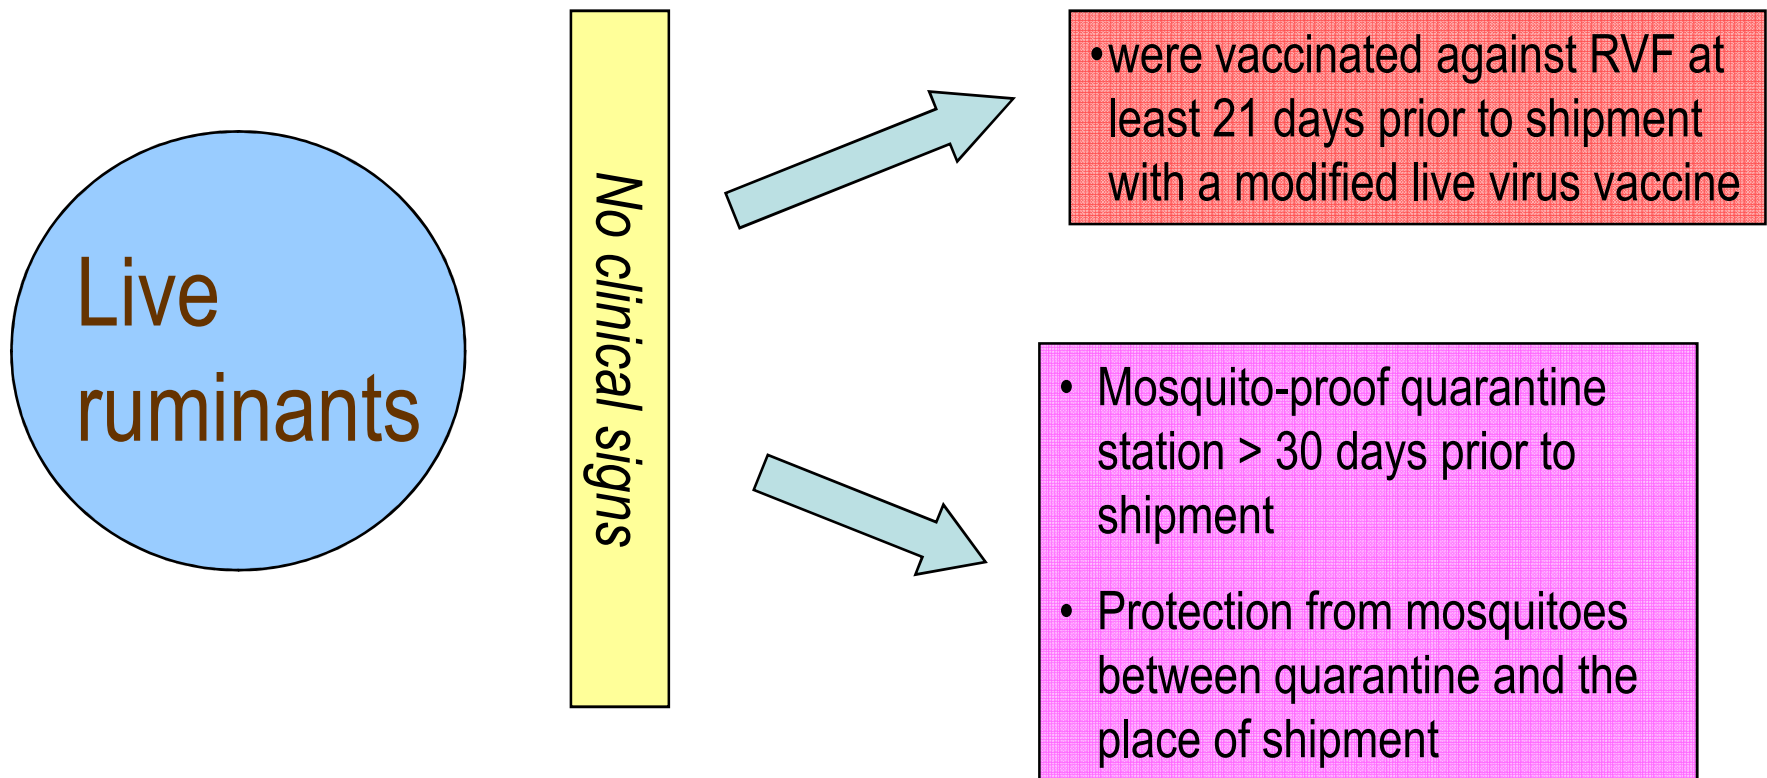 Live
ruminants
No clinical signs
•were vaccinated against RVF at
least 21 days prior to shipment
with a modified live virus vaccine
• Mosquito-proof quarantine
station > 30 days prior to
shipment
• Protection from mosquitoes
between quarantine and the
place of shipment